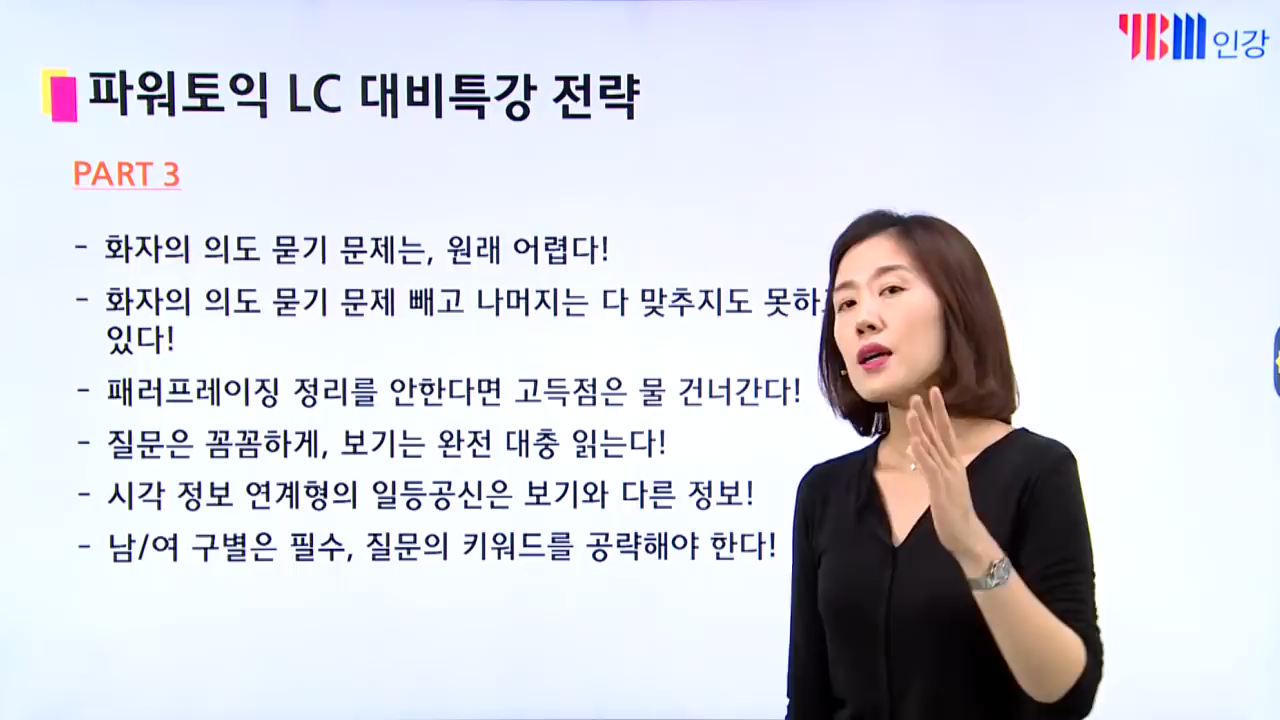 YBM 인강
파워토익 LC 대비특강 전략
PART 3
- 화자의 의도 묻기 문제는, 원래 어렵다!
- 화자의 의도 묻기 문제 빼고 나머지는 다 맞추지도 못하
있다!
- 패러프레이징 정리를 안한다면 고득점은 물 건너간다!
- 질문은 꼼꼼하게, 보기는 완전 대충 읽는다!
- 시각 정보 연계형의 일등공신은 보기와 다른 정보!
- 남/여 구별은 필수, 질문의 키워드를 공략해야 한다!